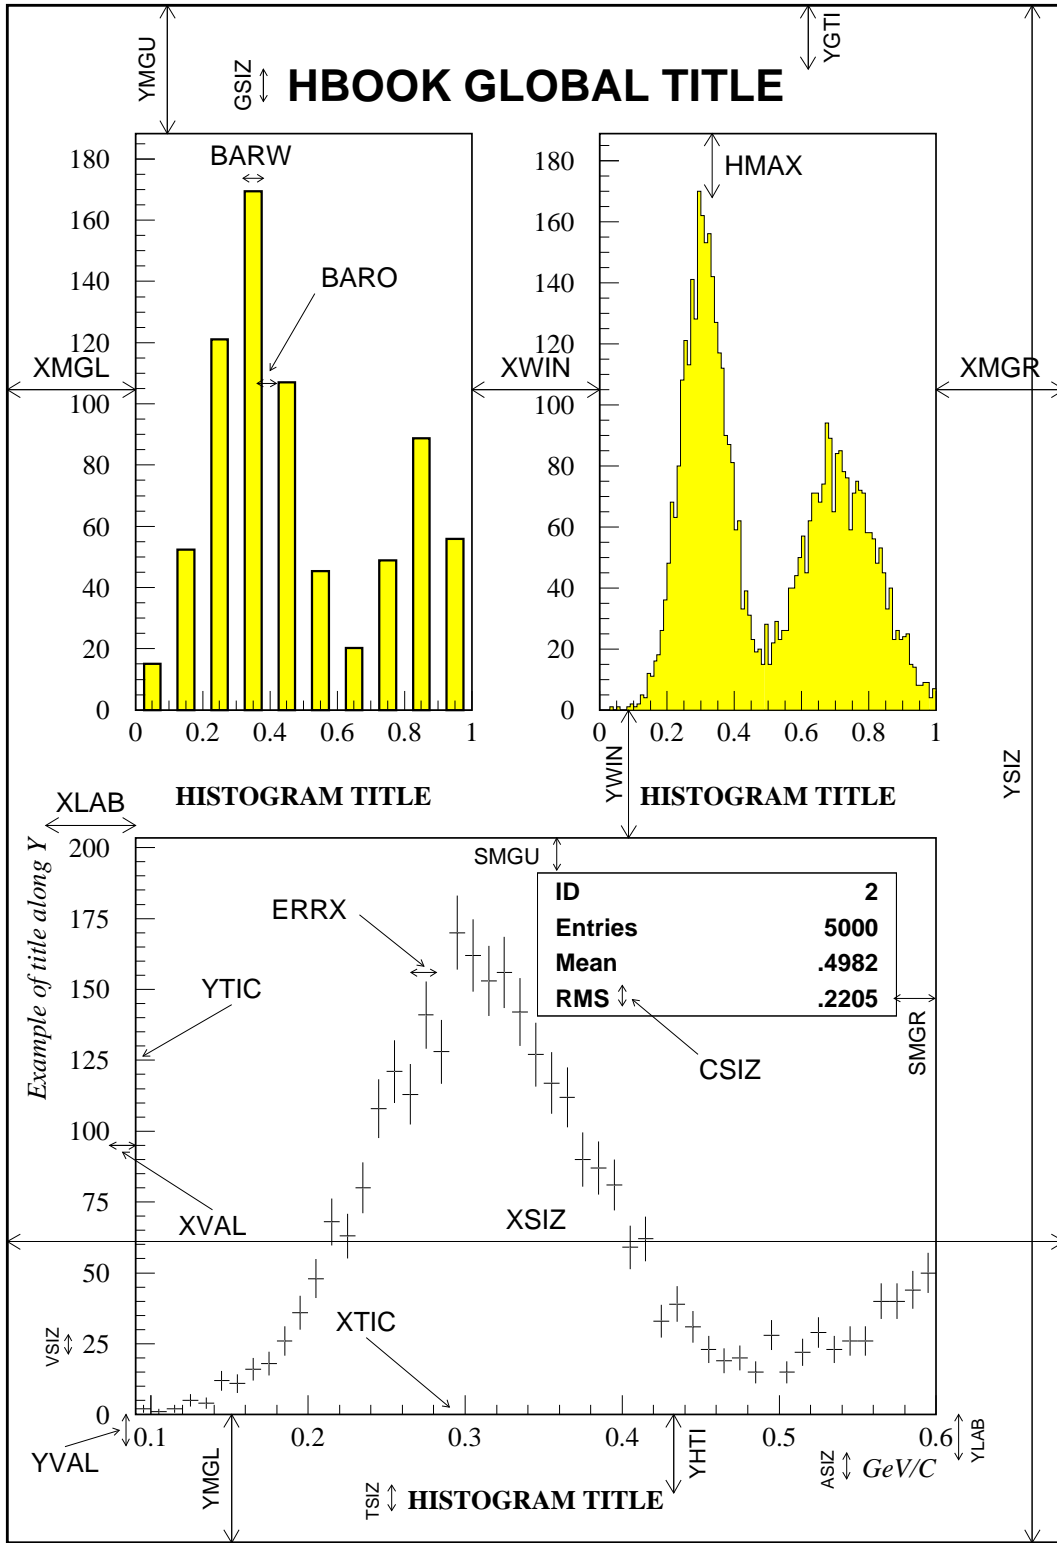 YMGU
YGTI
GSIZ
HBOOK GLOBAL TITLE
BARW
BARO
XMGL
180
160
140
120
100
80
60
40
20
0
0 0.2 0.4 0.6 0.8 1
HISTOGRAM TITLE
XWIN
HMAX
XMGR
180
160
140
120
100
80
60
40
20
0
0 0.2 0.4 0.6 0.8 1
HISTOGRAM TITLE
YWIN
YSIZ
XLAB
Example of title along Y
200
175
150
125
100
75
50
25
0
SMGU
ID 2
Entries 5000
Mean .4982
RMS .2205
ERRX
YTIC
CSIZ
SMGR
XVAL
XSIZ
VSIZ
XTIC
0.1 0.2 0.3 0.4 0.5 0.6
YVAL
YMGL
YHTI
YLAB
ASIZ
GeV/C
TSIZ
HISTOGRAM TITLE